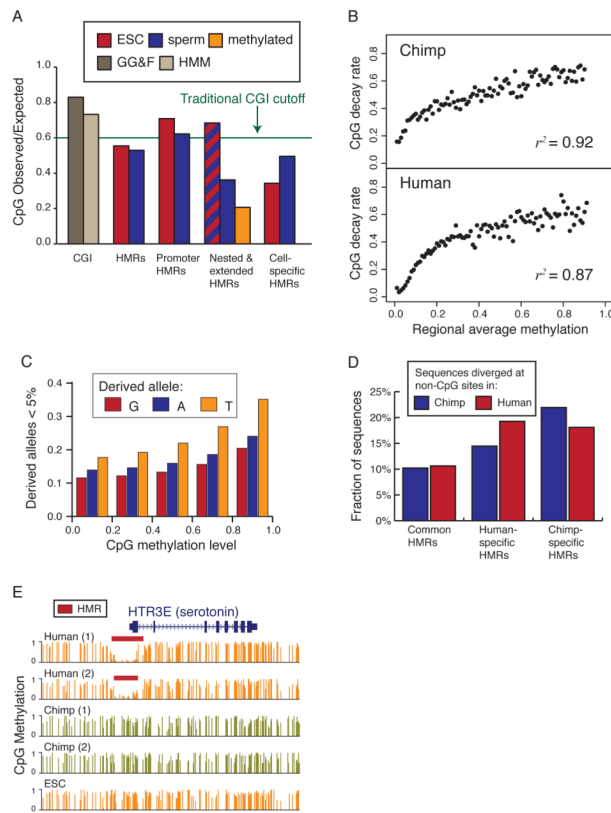 A
ESC sperm methylated
GG&F HMM
Traditional CGI cutoff
CpG Observed/Expected
1.0
0.8
0.6
0.4
0.2
0.0
CGI
HMRs
Promoter
HMRs
Nested &
extended
HMRs
Cell-
specific
HMRs
B
Chimp
CpG decay rate
0.8
0.6
0.4
0.2
0
r² = 0.92
Human
CpG decay rate
0.8
0.6
0.4
0.2
0
r² = 0.87
0.0 0.2 0.4 0.6 0.8 1.0
Regional average methylation
C
Derived allele:
G A T
Derived alleles < 5%
0.4
0.3
0.2
0.1
0.0
0.0 0.2 0.4 0.6 0.8 1.0
CpG methylation level
D
Sequences diverged at
non-CpG sites in:
Chimp Human
Fraction of sequences
25%
20%
15%
10%
5%
0%
Common
HMRs
Human-
specific
HMRs
Chimp-
specific
HMRs
E
HMR
HTR3E (serotonin)
CpG Methylation
Human (1)
1
0
Human (2)
1
0
Chimp (1)
1
0
Chimp (2)
1
0
ESC
1
0